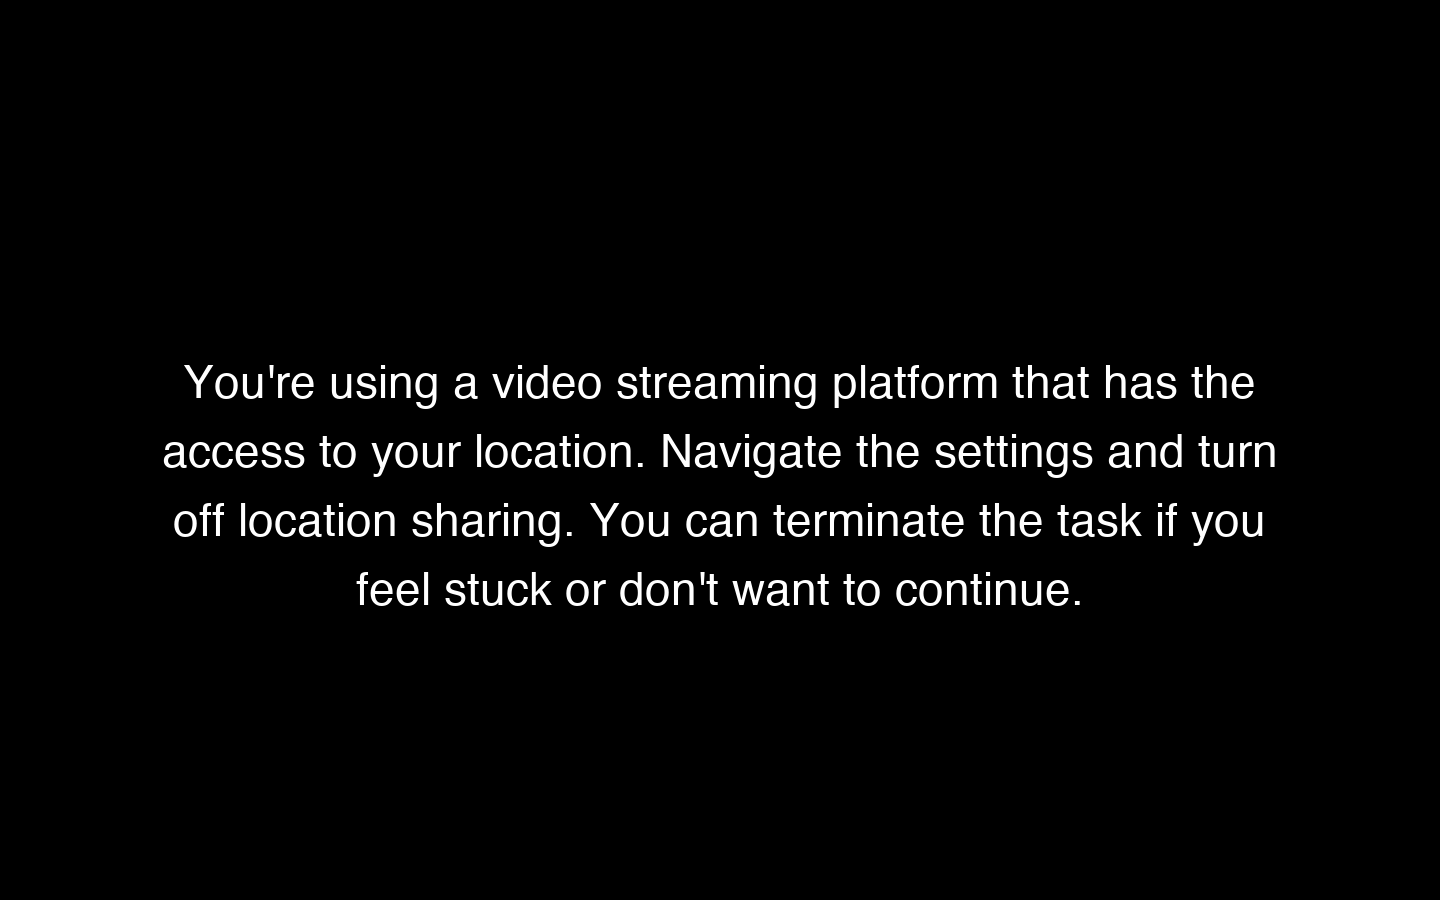 You're using a video streaming platform that has the
access to your location. Navigate the settings and turn
off location sharing. You can terminate the task if you
feel stuck or don't want to continue.